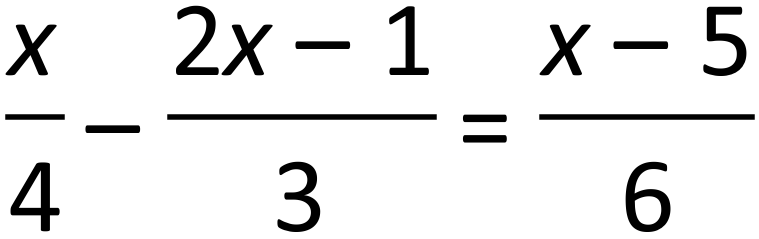 x/4 − (2x − 1)/3 = (x − 5)/6